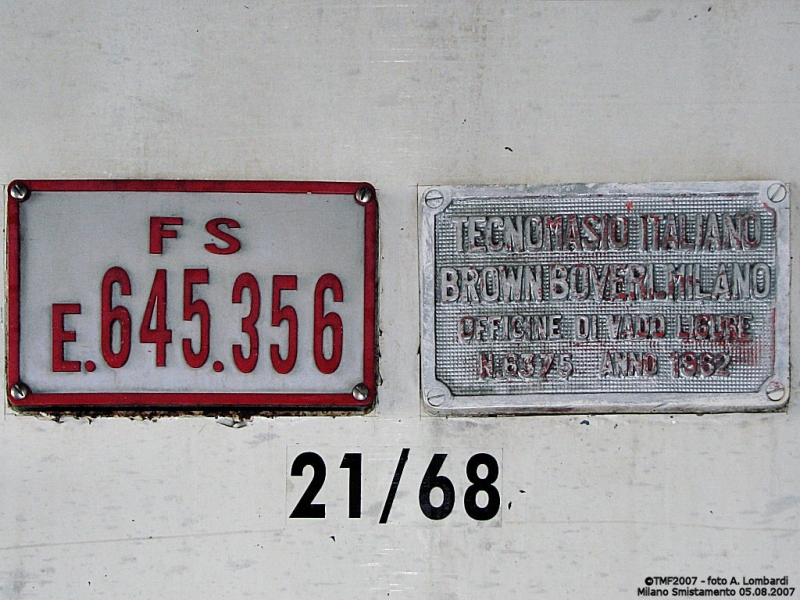 FS
E.645.356
TECNOMASIO ITALIANO
BROWN BOVERI.MILANO
OFFICINE DI VADO LIGURE
N.6375 ANNO 1962
21/68
©TMF2007 - foto A. Lombardi
Milano Smistamento 05.08.2007